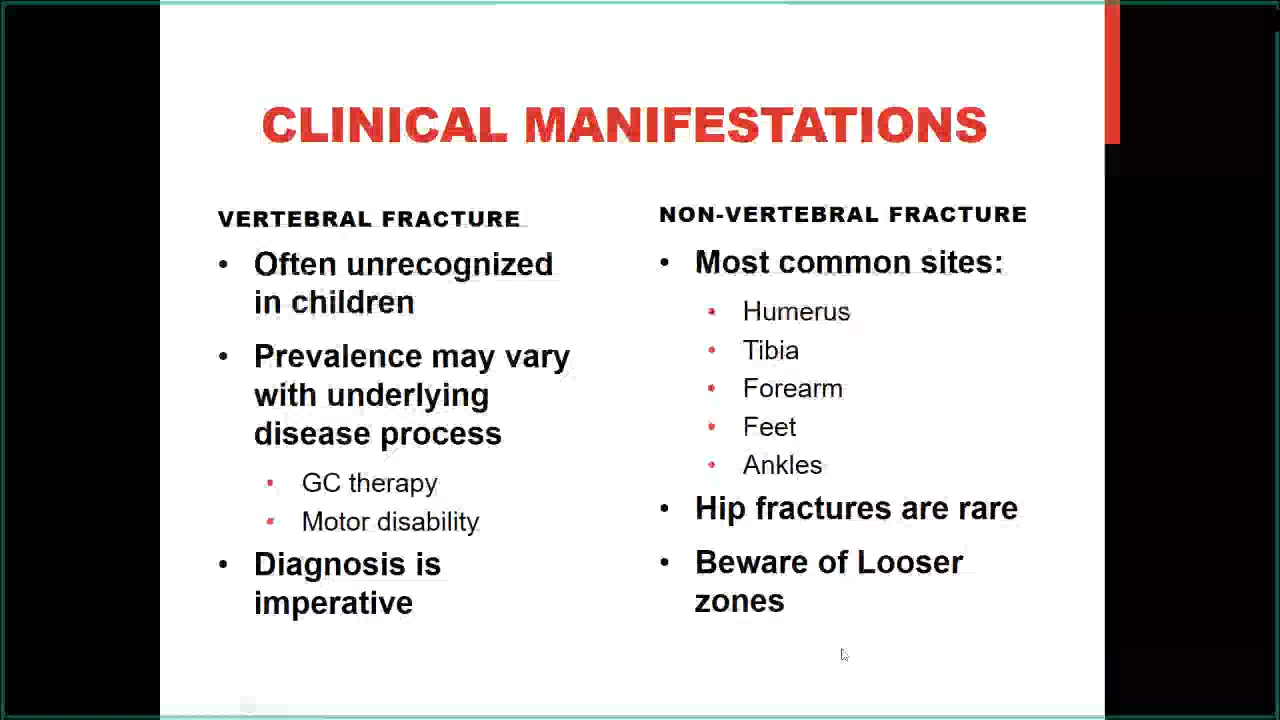 CLINICAL MANIFESTATIONS
VERTEBRAL FRACTURE
• Often unrecognized
in children
• Prevalence may vary
with underlying
disease process
• GC therapy
• Motor disability
• Diagnosis is
imperative
NON-VERTEBRAL FRACTURE
• Most common sites:
• Humerus
• Tibia
• Forearm
• Feet
• Ankles
• Hip fractures are rare
• Beware of Looser
zones